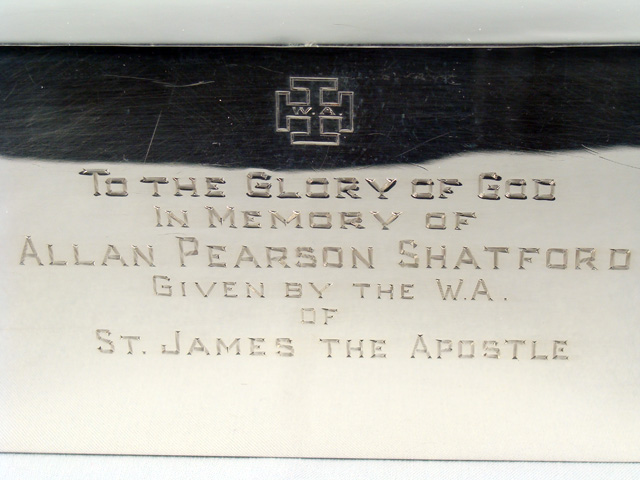 W.A.
To the Glory of God
In Memory of
Allan Pearson Shatford
Given by the W.A.
of
St. James the Apostle